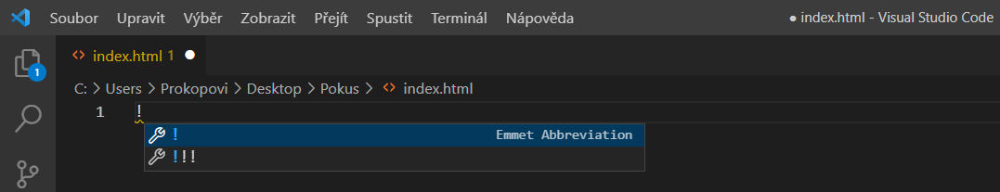 Soubor Upravit Výběr Zobrazit Přejít Spustit Terminál Nápověda ● index.html - Visual Studio Code
index.html 1
1
C: > Users > Prokopovi > Desktop > Pokus > index.html
1 !
! Emmet Abbreviation
!!!